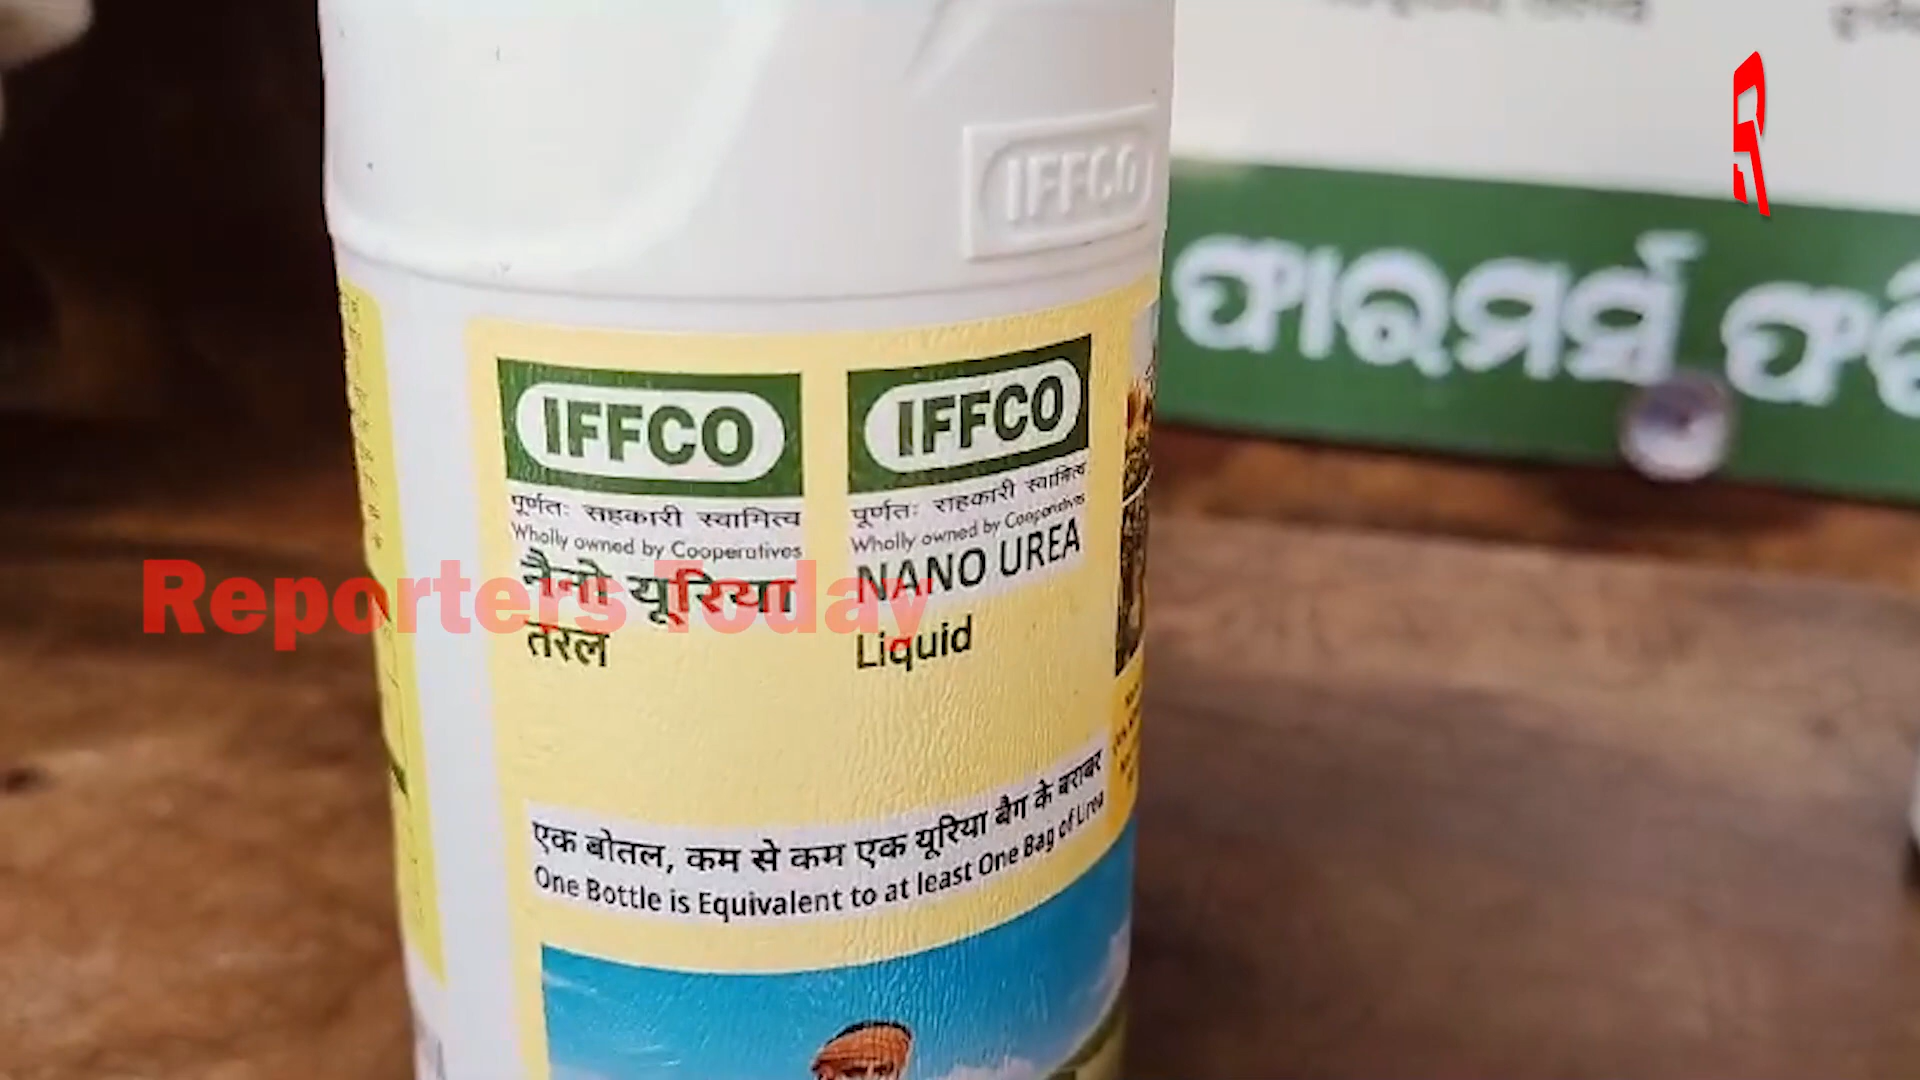 IFFCO
ଫାରମର୍ସ
IFFCO
पूर्णतः सहकारी स्वामित्व
Wholly owned by Cooperatives
नैनो यूरिया
तरल
IFFCO
पूर्णतः सहकारी स्वामित्व
Wholly owned by Cooperatives
NANO UREA
Liquid
Reporters Today
एक बोतल, कम से कम एक यूरिया बैग के बराबर
One Bottle is Equivalent to at least One Bag of Urea